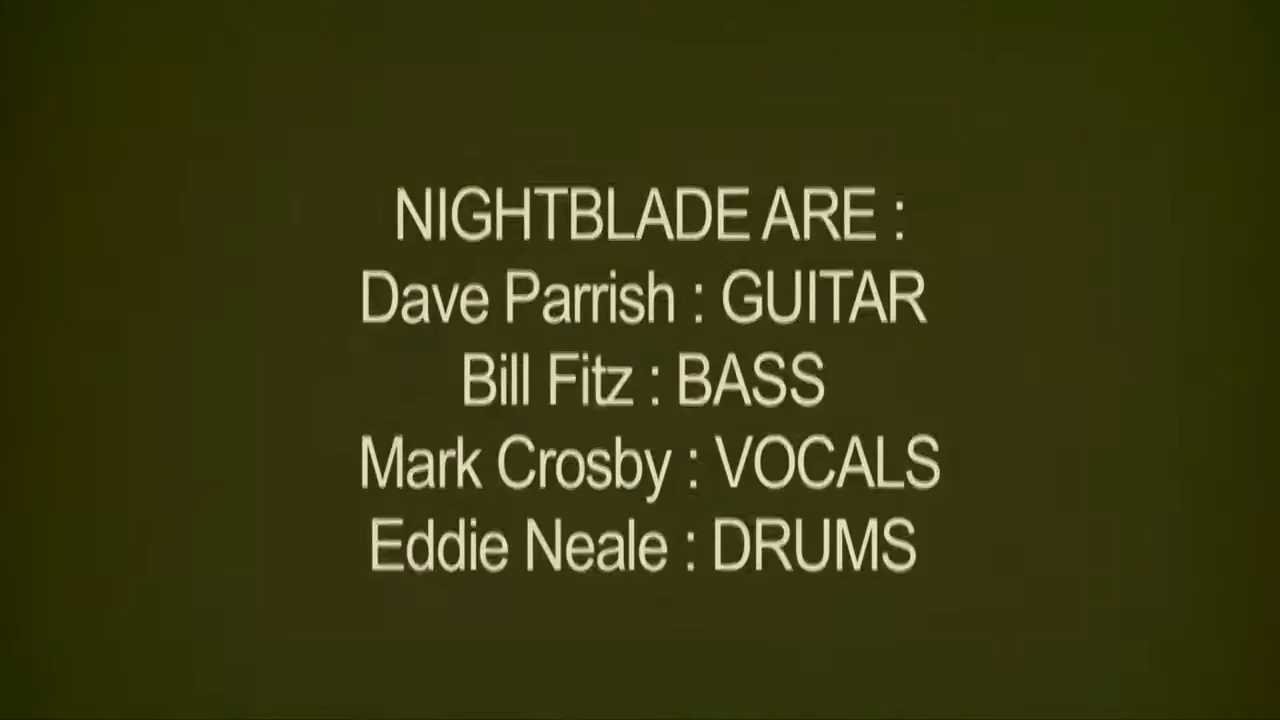 NIGHTBLADE ARE :
Dave Parrish : GUITAR
Bill Fitz : BASS
Mark Crosby : VOCALS
Eddie Neale : DRUMS